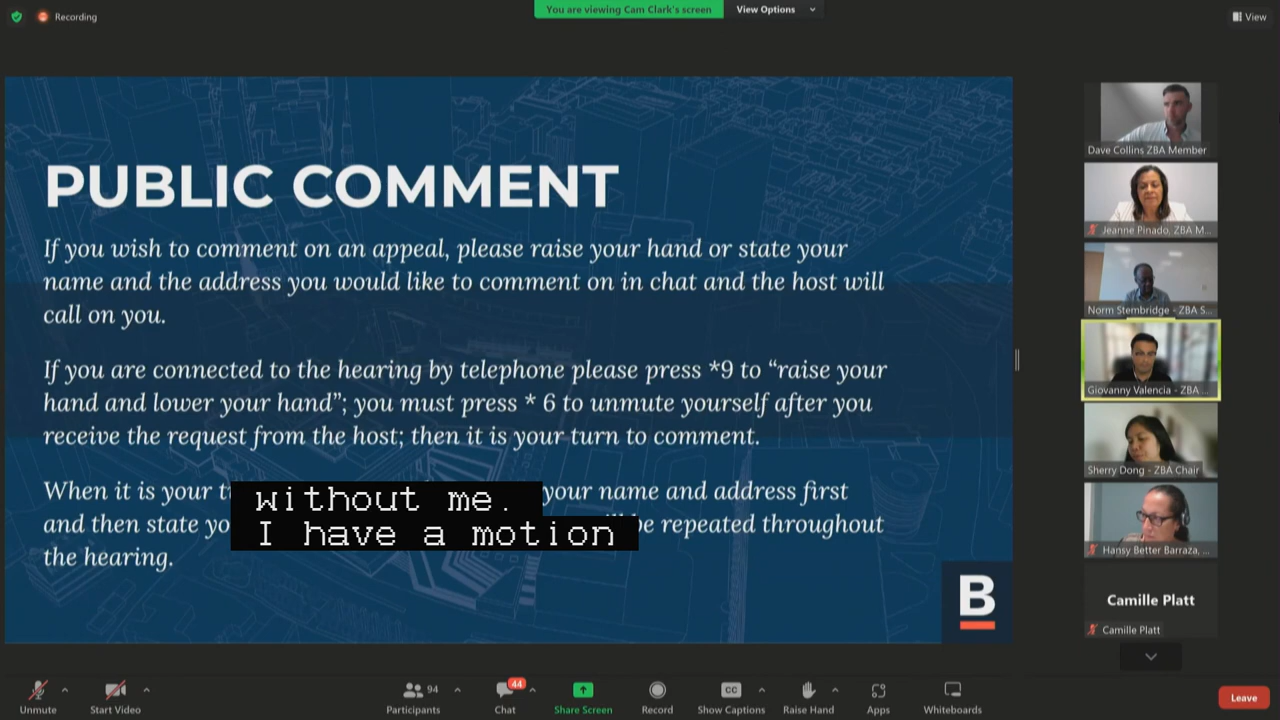 Recording
You are viewing Cam Clark's screen
View Options
View
PUBLIC COMMENT
If you wish to comment on an appeal, please raise your hand or state your
name and the address you would like to comment on in chat and the host will
call on you.
If you are connected to the hearing by telephone please press *9 to “raise your
hand and lower your hand”; you must press * 6 to unmute yourself after you
receive the request from the host; then it is your turn to comment.
When it is your your name and address first
and then state be repeated throughout
the hearing.
without me.
I have a motion
B
Dave Collins ZBA Member
Jeanne Pinado, ZBA M...
Norm Stembridge - ZBA S...
Giovanny Valencia - ZBA ...
Sherry Dong - ZBA Chair
Hansy Better Barraza, ...
Camille Platt
Camille Platt
Unmute
Start Video
94
Participants
44
Chat
Share Screen
Record
CC
Show Captions
Raise Hand
Apps
Whiteboards
Leave